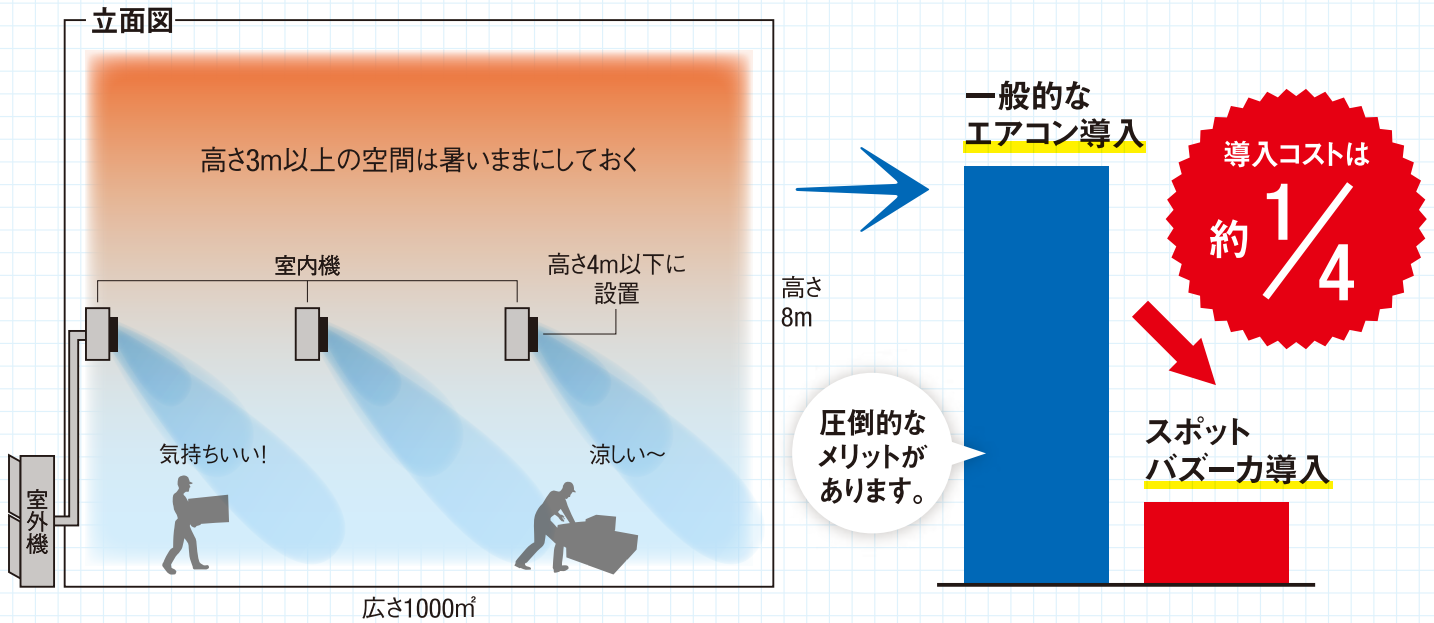 立面図
高さ3m以上の空間は暑いままにしておく
室内機
高さ4m以下に
設置
高さ
8m
気持ちいい!
涼しい〜
室外機
広さ1000㎡
一般的な
エアコン導入
導入コストは
約1/4
圧倒的な
メリットが
あります。
スポット
バズーカ導入